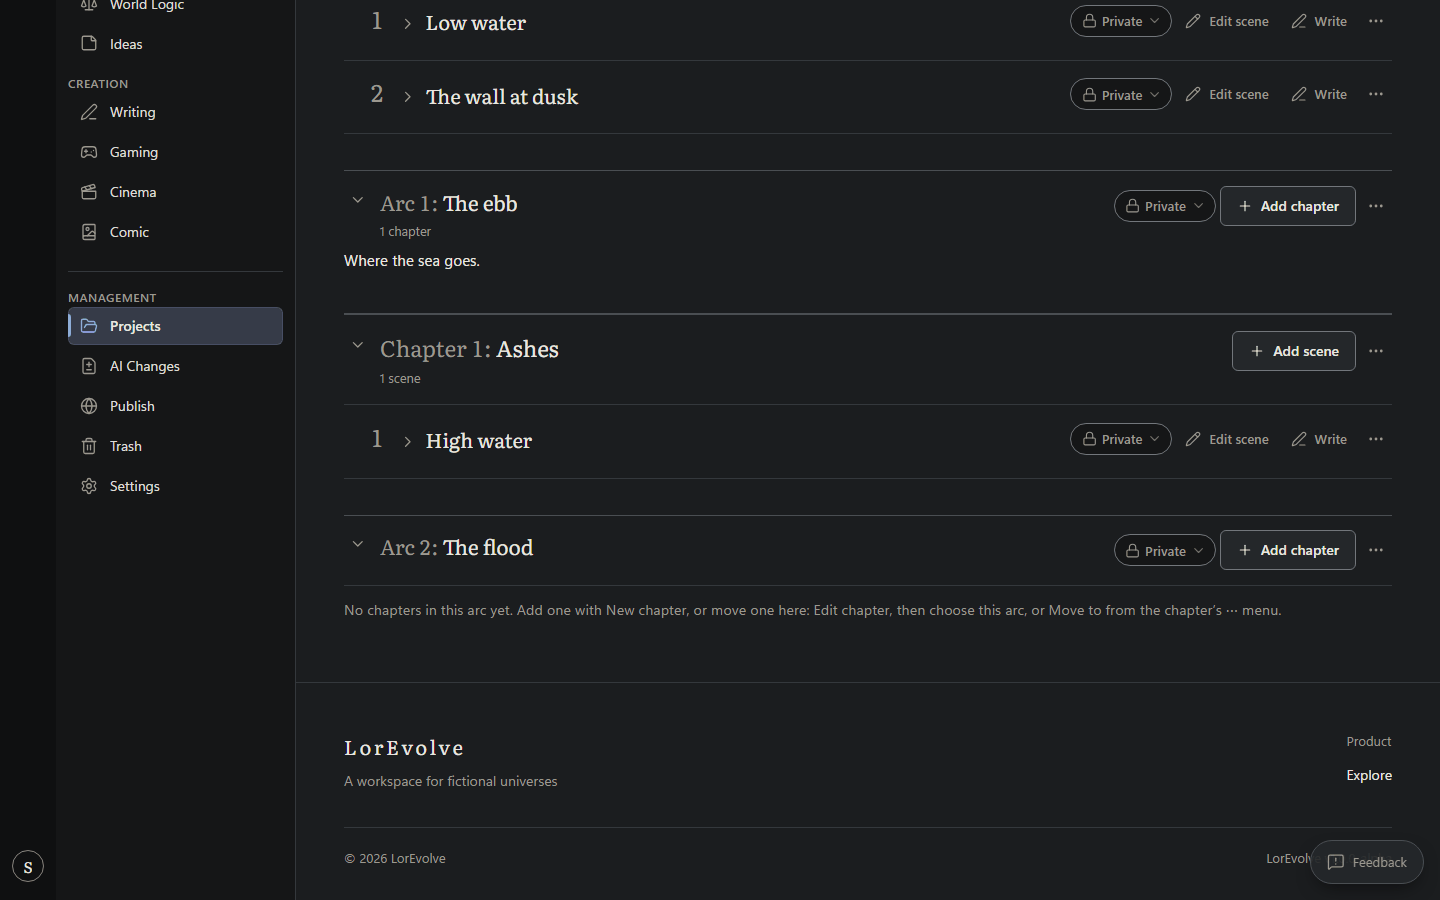 World Logic
Ideas
CREATION
Writing
Gaming
Cinema
Comic
MANAGEMENT
Projects
AI Changes
Publish
Trash
Settings
S
1 Low water Private Edit scene Write ···
2 The wall at dusk Private Edit scene Write ···
Arc 1: The ebb Private + Add chapter ···
1 chapter
Where the sea goes.
Chapter 1: Ashes + Add scene ···
1 scene
1 High water Private Edit scene Write ···
Arc 2: The flood Private + Add chapter ···
No chapters in this arc yet. Add one with New chapter, or move one here: Edit chapter, then choose this arc, or Move to from the chapter’s ··· menu.
LorEvolve
A workspace for fictional universes
Product
Explore
© 2026 LorEvolve
Feedback